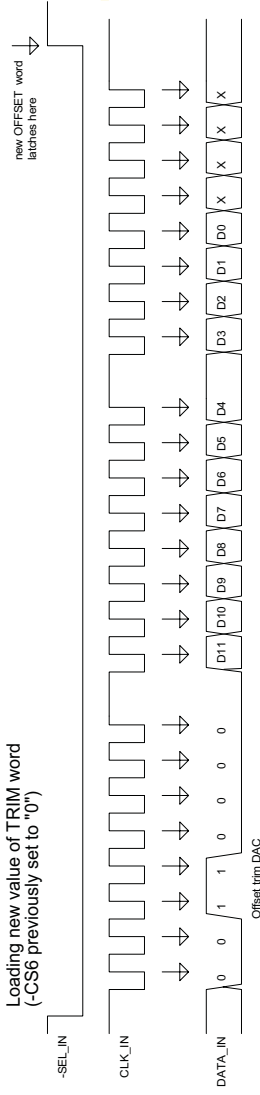 Loading new value of TRIM word
(-CS6 previously set to "0")
new OFFSET word
latches here
-SEL_IN
CLK_IN
DATA_IN
0 0 1 1 0 0 0 0 D11 D10 D9 D8 D7 D6 D5 D4 D3 D2 D1 D0 X X X X
Offset trim DAC